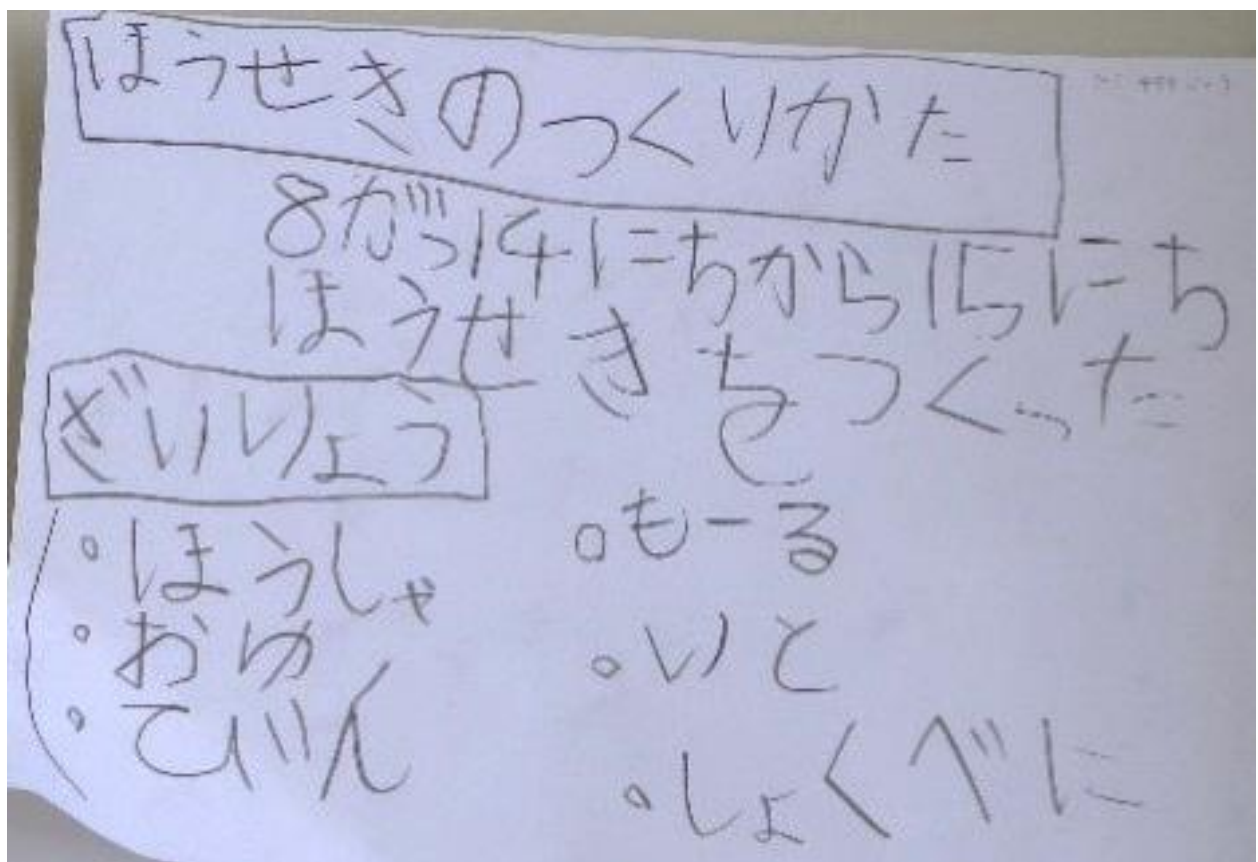 ほうせきのつくりかた
8がつ14にちから15にち
ほうせきをつくった
ざいりょう
・ほうしゃ
・おゆ
・てびん
・もーる
・いと
・しょくべに